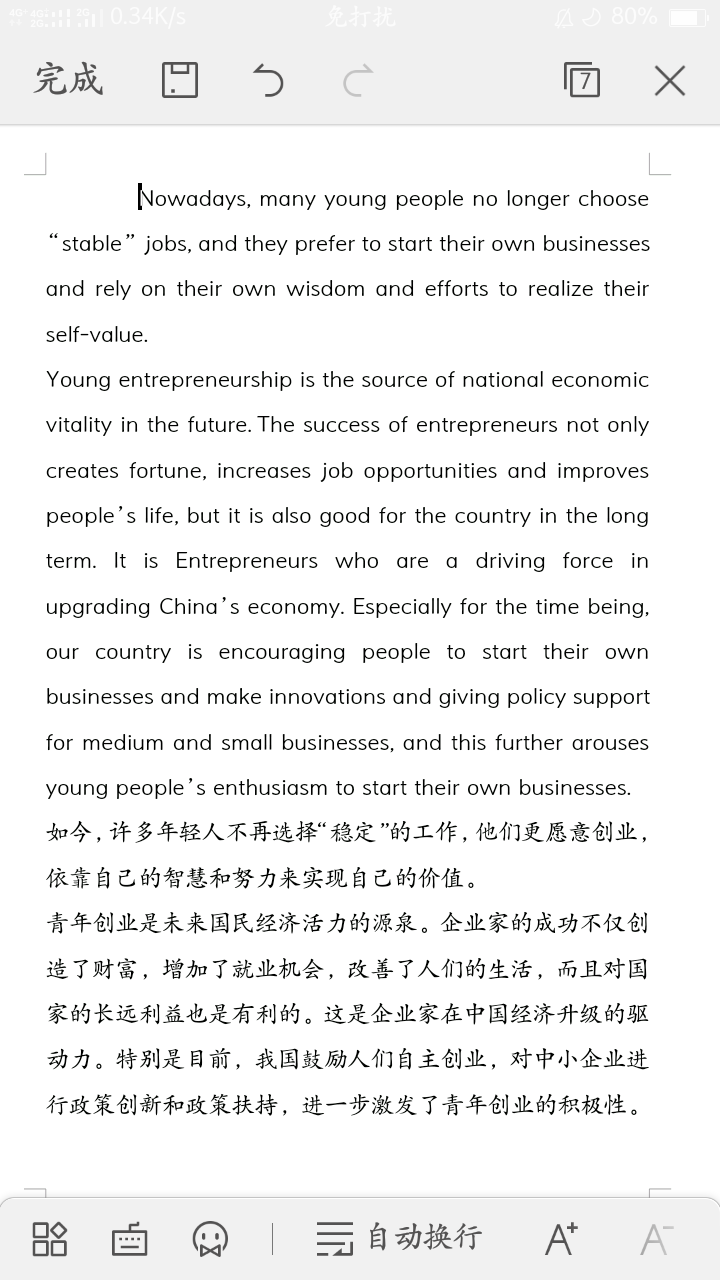 4G+ 4G 2G 2G 0.34K/s 免打扰 80%
完成 7
Nowadays, many young people no longer choose
“stable” jobs, and they prefer to start their own businesses
and rely on their own wisdom and efforts to realize their
self-value.
Young entrepreneurship is the source of national economic
vitality in the future. The success of entrepreneurs not only
creates fortune, increases job opportunities and improves
people’s life, but it is also good for the country in the long
term. It is Entrepreneurs who are a driving force in
upgrading China’s economy. Especially for the time being,
our country is encouraging people to start their own
businesses and make innovations and giving policy support
for medium and small businesses, and this further arouses
young people’s enthusiasm to start their own businesses.
如今，许多年轻人不再选择“稳定”的工作，他们更愿意创业，
依靠自己的智慧和努力来实现自己的价值。
青年创业是未来国民经济活力的源泉。企业家的成功不仅创
造了财富，增加了就业机会，改善了人们的生活，而且对国
家的长远利益也是有利的。这是企业家在中国经济升级的驱
动力。特别是目前，我国鼓励人们自主创业，对中小企业进
行政策创新和政策扶持，进一步激发了青年创业的积极性。
自动换行 A+ A-